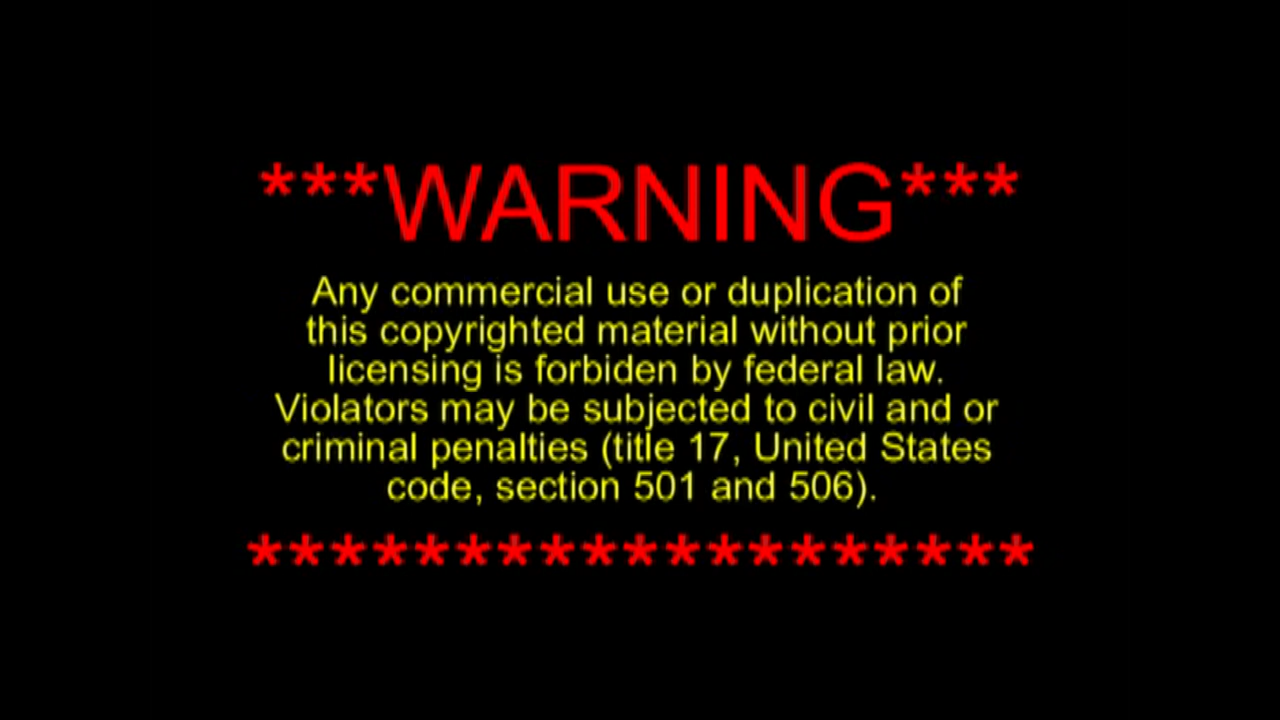 ***WARNING***
Any commercial use or duplication of
this copyrighted material without prior
licensing is forbiden by federal law.
Violators may be subjected to civil and or
criminal penalties (title 17, United States
code, section 501 and 506).
*******************